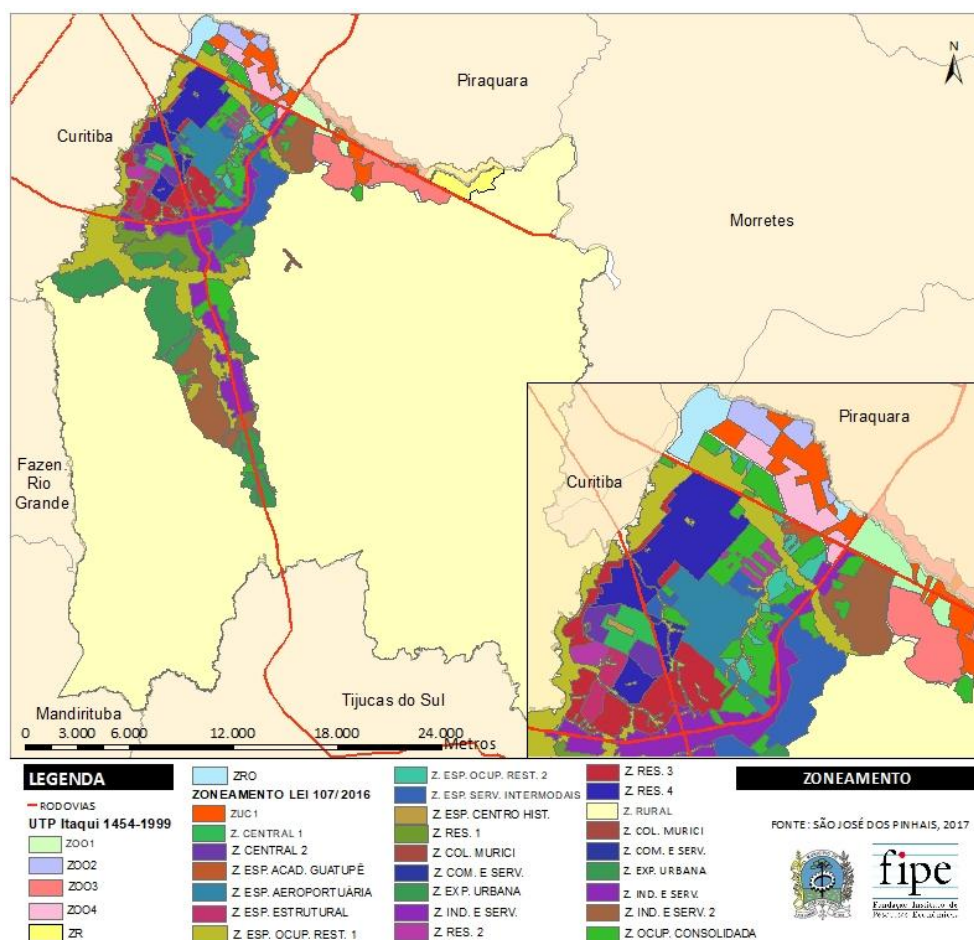 N
Piraquara
Curitiba
Morretes
Piraquara
Curitiba
Fazen.
Rio
Grande
Tijucas do Sul
Mandirituba
0 3.000 6.000 12.000 18.000 24.000
Metros
LEGENDA
RODOVIAS
UTP Itaqui 1454-1999
ZOO1
ZOO2
ZOO3
ZOO4
ZR
ZRO
ZONEAMENTO LEI 107/2016
ZUC1
Z. CENTRAL 1
Z. CENTRAL 2
Z. ESP. ACAD. GUATUPÊ
Z. ESP. AEROPORTUÁRIA
Z. ESP. ESTRUTURAL
Z. ESP. OCUP. REST. 1
Z. ESP. OCUP. REST. 2
Z. ESP. SERV. INTERMODAIS
Z. ESP. CENTRO HIST.
Z. RES. 1
Z. COL. MURICI
Z. COM. E SERV.
Z. EXP. URBANA
Z. IND. E SERV.
Z. RES. 2
Z. RES. 3
Z. RES. 4
Z. RURAL
Z. COL. MURICI
Z. COM. E SERV.
Z. EXP. URBANA
Z. IND. E SERV.
Z. IND. E SERV. 2
Z. OCUP. CONSOLIDADA
ZONEAMENTO
FONTE: SÃO JOSÉ DOS PINHAIS, 2017
fipe
Fundação Instituto de
Pesquisas Econômicas